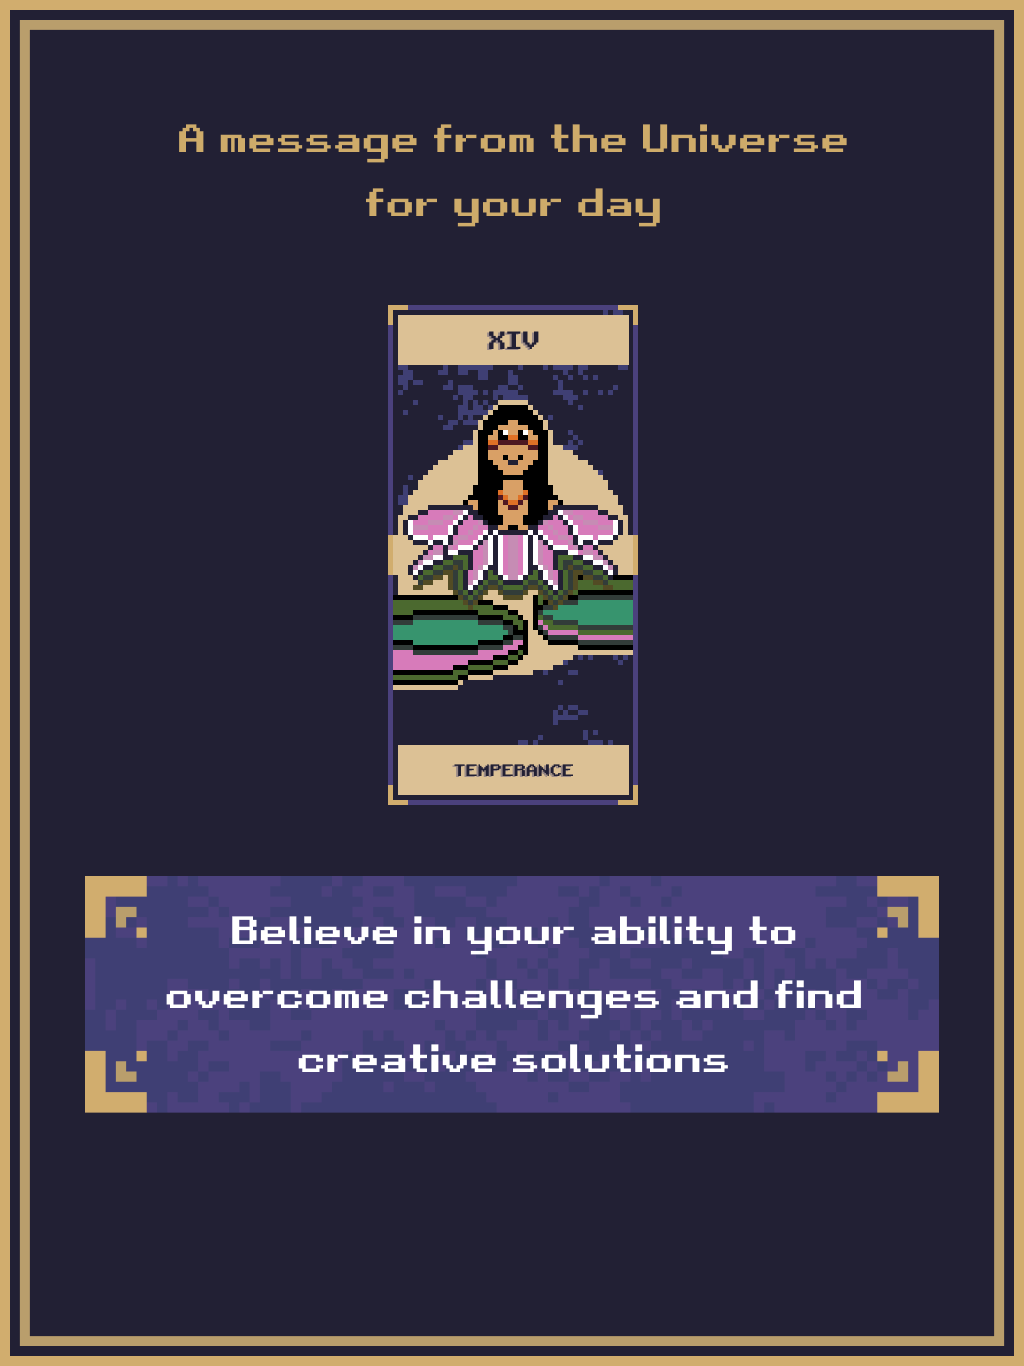 A message from the Universe
for your day
XIV
TEMPERANCE
Believe in your ability to
overcome challenges and find
creative solutions